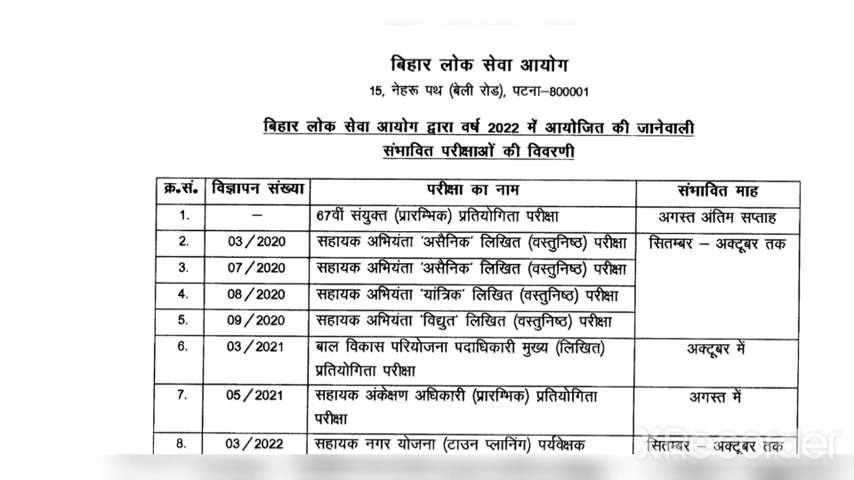 बिहार लोक सेवा आयोग
15, नेहरू पथ (बेली रोड), पटना–800001
बिहार लोक सेवा आयोग द्वारा वर्ष 2022 में आयोजित की जानेवाली
संभावित परीक्षाओं की विवरणी
क्र.सं. विज्ञापन संख्या परीक्षा का नाम संभावित माह
1. – 67वीं संयुक्त (प्रारम्भिक) प्रतियोगिता परीक्षा अगस्त अंतिम सप्ताह
2. 03/2020 सहायक अभियंता 'असैनिक' लिखित (वस्तुनिष्ठ) परीक्षा सितम्बर – अक्टूबर तक
3. 07/2020 सहायक अभियंता 'असैनिक' लिखित (वस्तुनिष्ठ) परीक्षा
4. 08/2020 सहायक अभियंता 'यांत्रिक' लिखित (वस्तुनिष्ठ) परीक्षा
5. 09/2020 सहायक अभियंता 'विद्युत' लिखित (वस्तुनिष्ठ) परीक्षा
6. 03/2021 बाल विकास परियोजना पदाधिकारी मुख्य (लिखित) अक्टूबर में
प्रतियोगिता परीक्षा
7. 05/2021 सहायक अंकेक्षण अधिकारी (प्रारम्भिक) प्रतियोगिता अगस्त में
परीक्षा
8. 03/2022 सहायक नगर योजना (टाउन प्लानिंग) पर्यवेक्षक सितम्बर – अक्टूबर तक
XRecorder